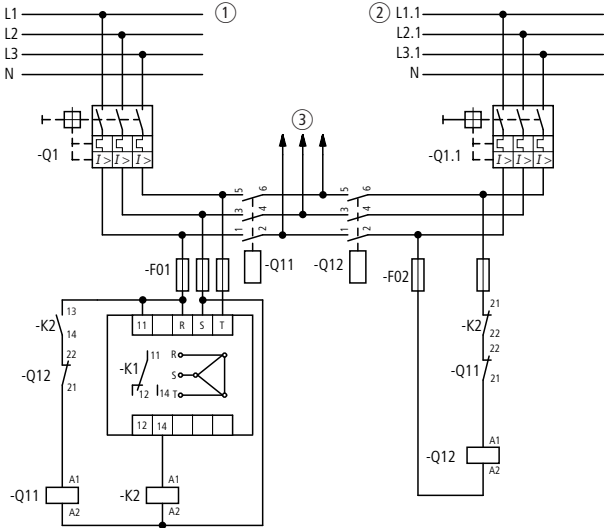 L1 ① ② L1.1
L2 L2.1
L3 L3.1
N N
③
-Q1 I> I> I> -Q1.1 I> I> I>
5 6 5 6
3 4 3 4
1 2 1 2
-F01 -Q11 -Q12 -F02
13 21
-K2 14 11 R S T -K2 22
22 22
-Q12 21 -K1 11 12 14 R S T -Q11 21
12 14
A1 A1 A1
-Q11 -K2 -Q12
A2 A2 A2